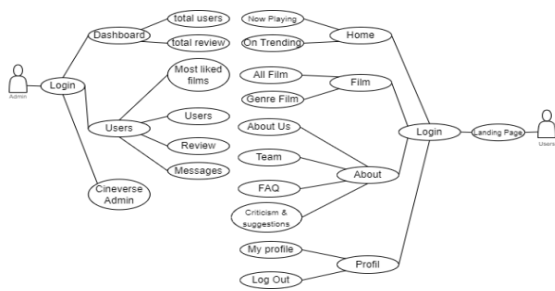 total users
Dashboard
total review
Admin
Login
Most liked
films
Users
Users
Review
Messages
Cineverse
Admin
Now Playing
Home
On Trending
All Film
Film
Genre Film
About Us
Login
Landing Page
Users
Team
About
FAQ
Criticism &
suggestions
My profile
Profil
Log Out